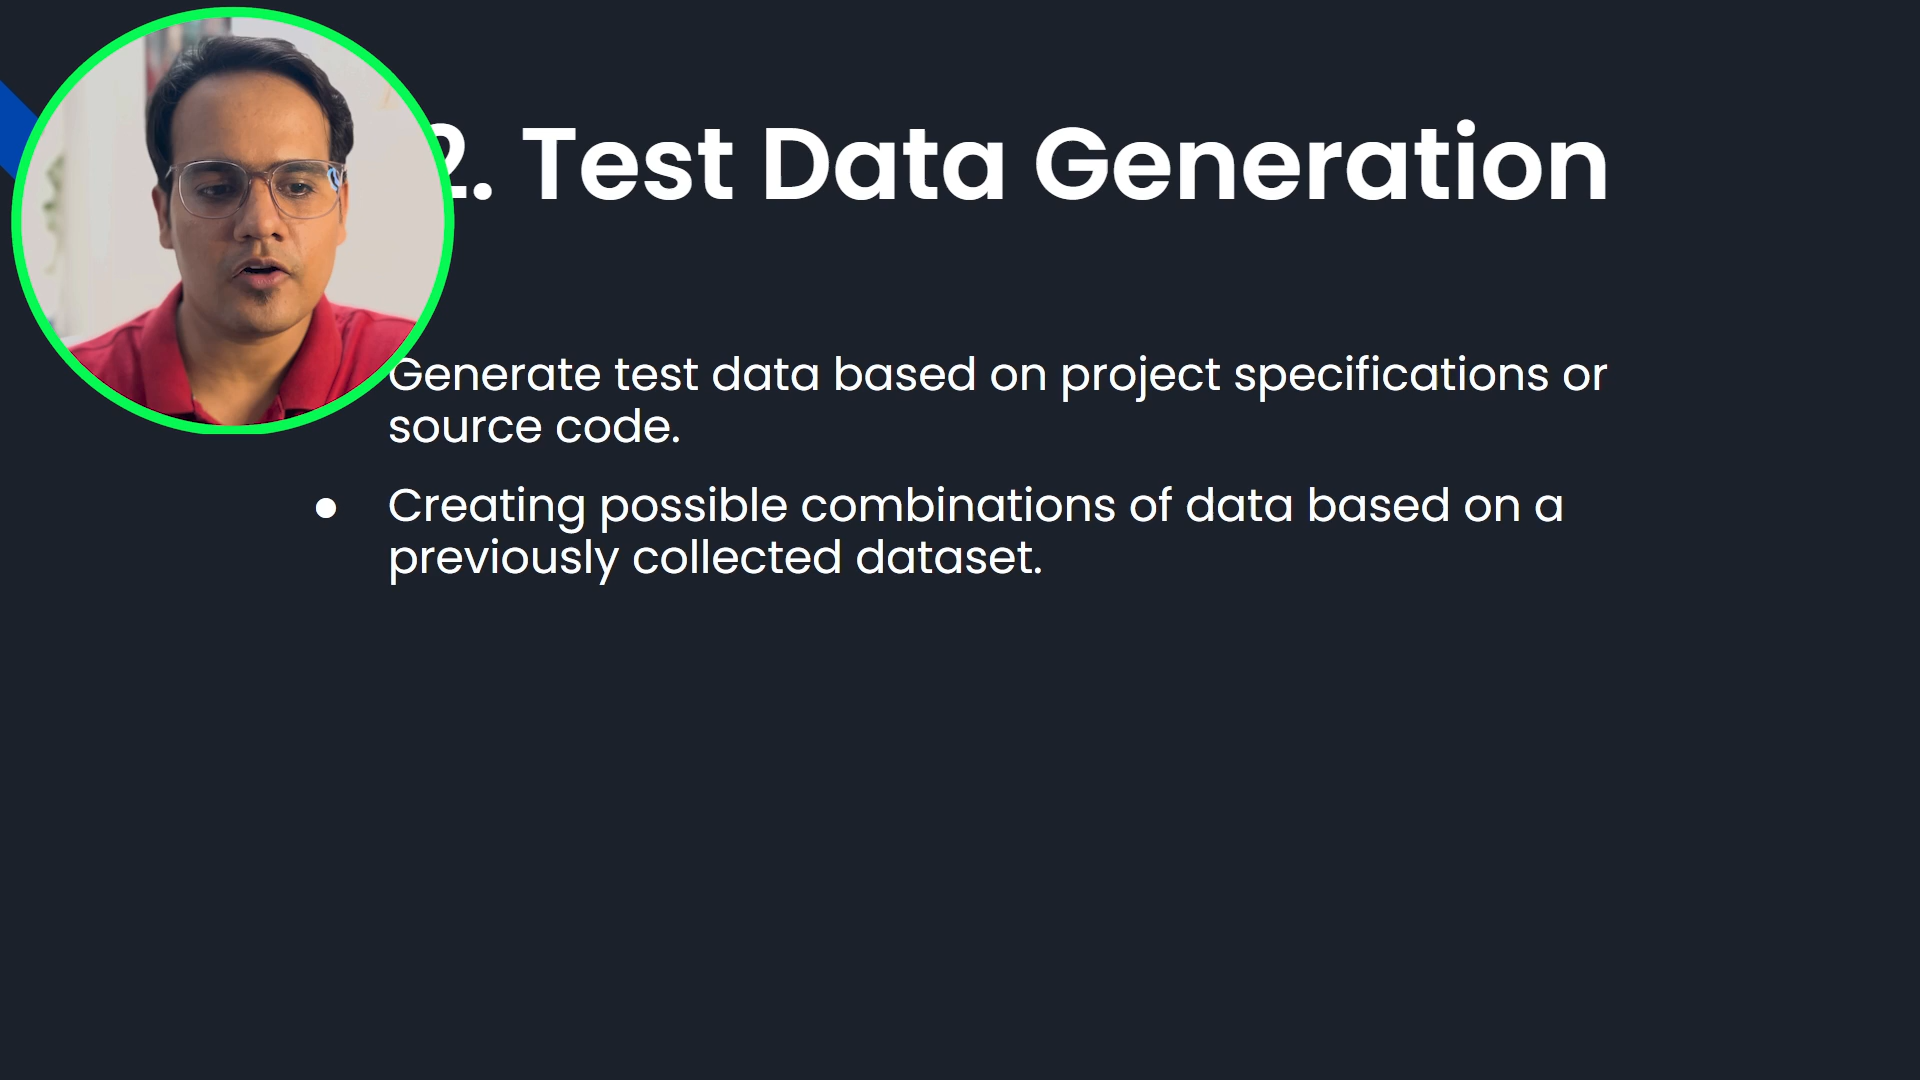 2. Test Data Generation
Generate test data based on project specifications or
source code.
● Creating possible combinations of data based on a
previously collected dataset.